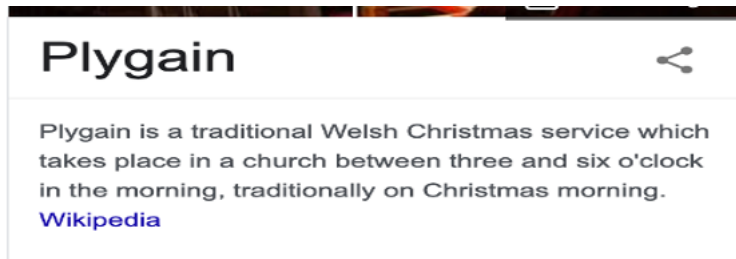 Plygain
Plygain is a traditional Welsh Christmas service which
takes place in a church between three and six o'clock
in the morning, traditionally on Christmas morning.
Wikipedia